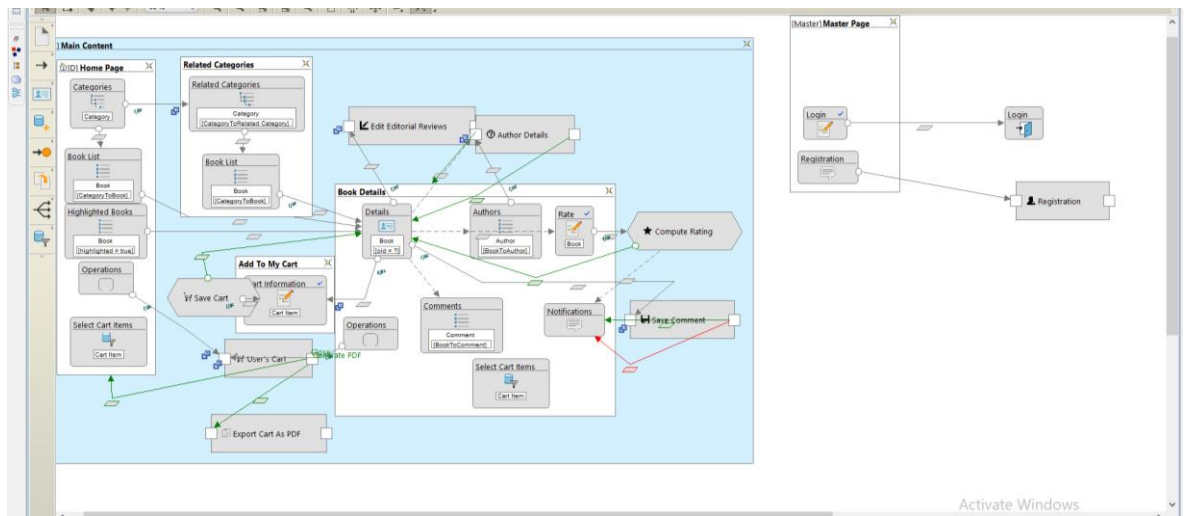 [Master] Master Page
] Main Content
[D] Home Page
Related Categories
Categories
Category
Related Categories
Category
[CategoryToRelated Category]
Edit Editorial Reviews
Author Details
Login
Login
Registration
Registration
Book List
Book
[CategoryToBook]
Book List
Book
[CategoryToBook]
Highlighted Books
Book
[highlighted = true]
Book Details
Details
Book
[oid = ?]
Authors
Author
[BookToAuthor]
Rate
Book
Compute Rating
Operations
Add To My Cart
Cart Information
Cart Item
Save Cart
Comments
Comment
[BookToComment]
Notifications
Save Comment
Select Cart Items
Cart Item
Operations
User's Cart
PDF
Select Cart Items
Cart Item
Export Cart As PDF
Activate Windows